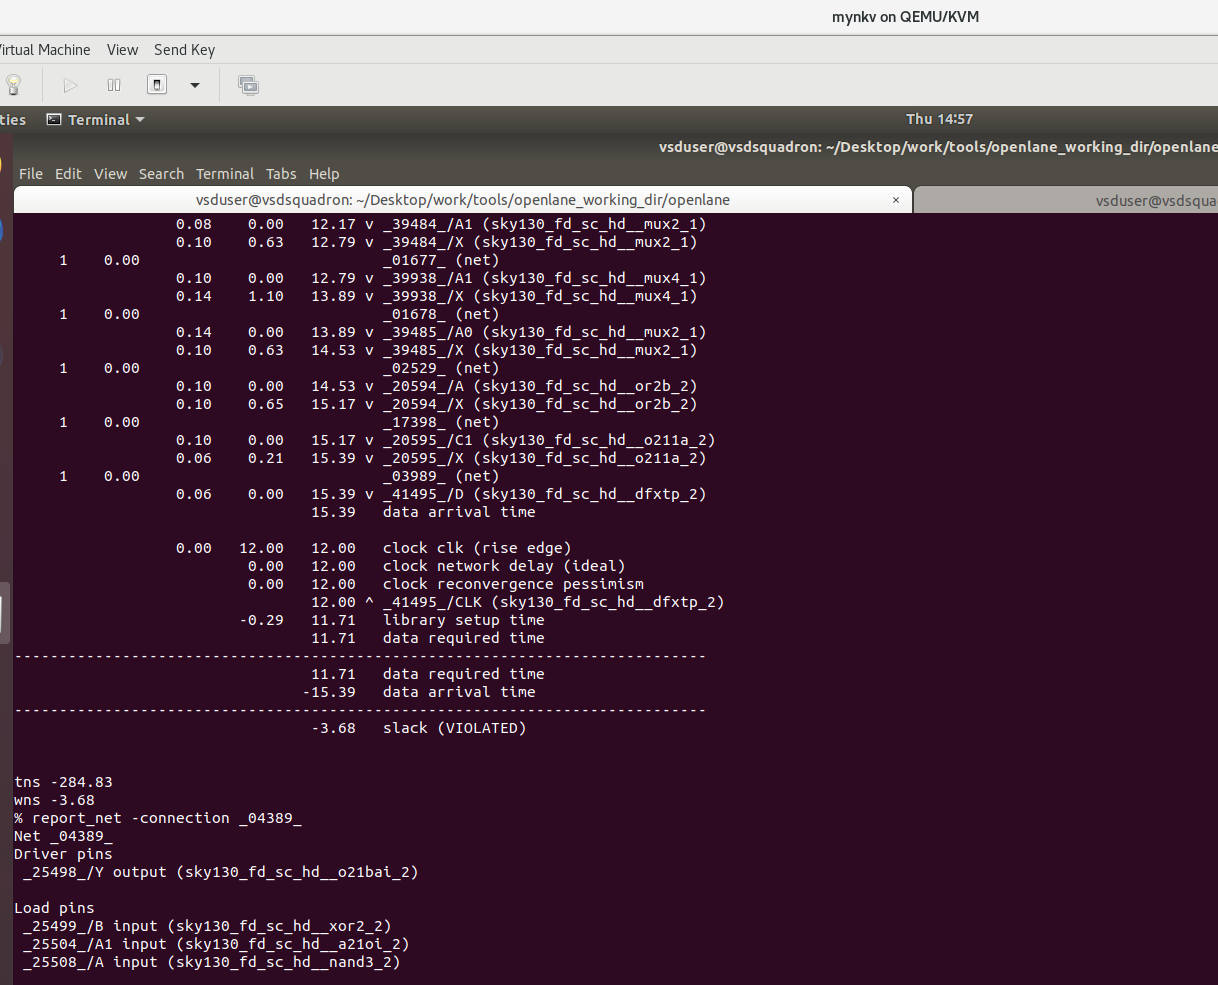 mynkv on QEMU/KVM
Virtual Machine View Send Key
ties Terminal Thu 14:57
vsduser@vsdsquadron: ~/Desktop/work/tools/openlane_working_dir/openlane
File Edit View Search Terminal Tabs Help
vsduser@vsdsquadron: ~/Desktop/work/tools/openlane_working_dir/openlane × vsduser@vsdsqua
0.08 0.00 12.17 v _39484_/A1 (sky130_fd_sc_hd__mux2_1)
0.10 0.63 12.79 v _39484_/X (sky130_fd_sc_hd__mux2_1)
1 0.00 _01677_ (net)
0.10 0.00 12.79 v _39938_/A1 (sky130_fd_sc_hd__mux4_1)
0.14 1.10 13.89 v _39938_/X (sky130_fd_sc_hd__mux4_1)
1 0.00 _01678_ (net)
0.14 0.00 13.89 v _39485_/A0 (sky130_fd_sc_hd__mux2_1)
0.10 0.63 14.53 v _39485_/X (sky130_fd_sc_hd__mux2_1)
1 0.00 _02529_ (net)
0.10 0.00 14.53 v _20594_/A (sky130_fd_sc_hd__or2b_2)
0.10 0.65 15.17 v _20594_/X (sky130_fd_sc_hd__or2b_2)
1 0.00 _17398_ (net)
0.10 0.00 15.17 v _20595_/C1 (sky130_fd_sc_hd__o211a_2)
0.06 0.21 15.39 v _20595_/X (sky130_fd_sc_hd__o211a_2)
1 0.00 _03989_ (net)
0.06 0.00 15.39 v _41495_/D (sky130_fd_sc_hd__dfxtp_2)
15.39 data arrival time
0.00 12.00 12.00 clock clk (rise edge)
0.00 12.00 clock network delay (ideal)
0.00 12.00 clock reconvergence pessimism
12.00 ^ _41495_/CLK (sky130_fd_sc_hd__dfxtp_2)
-0.29 11.71 library setup time
11.71 data required time
-----------------------------------------------------------------------------
11.71 data required time
-15.39 data arrival time
-----------------------------------------------------------------------------
-3.68 slack (VIOLATED)
tns -284.83
wns -3.68
% report_net -connection _04389_
Net _04389_
Driver pins
_25498_/Y output (sky130_fd_sc_hd__o21bai_2)
Load pins
_25499_/B input (sky130_fd_sc_hd__xor2_2)
_25504_/A1 input (sky130_fd_sc_hd__a21oi_2)
_25508_/A input (sky130_fd_sc_hd__nand3_2)